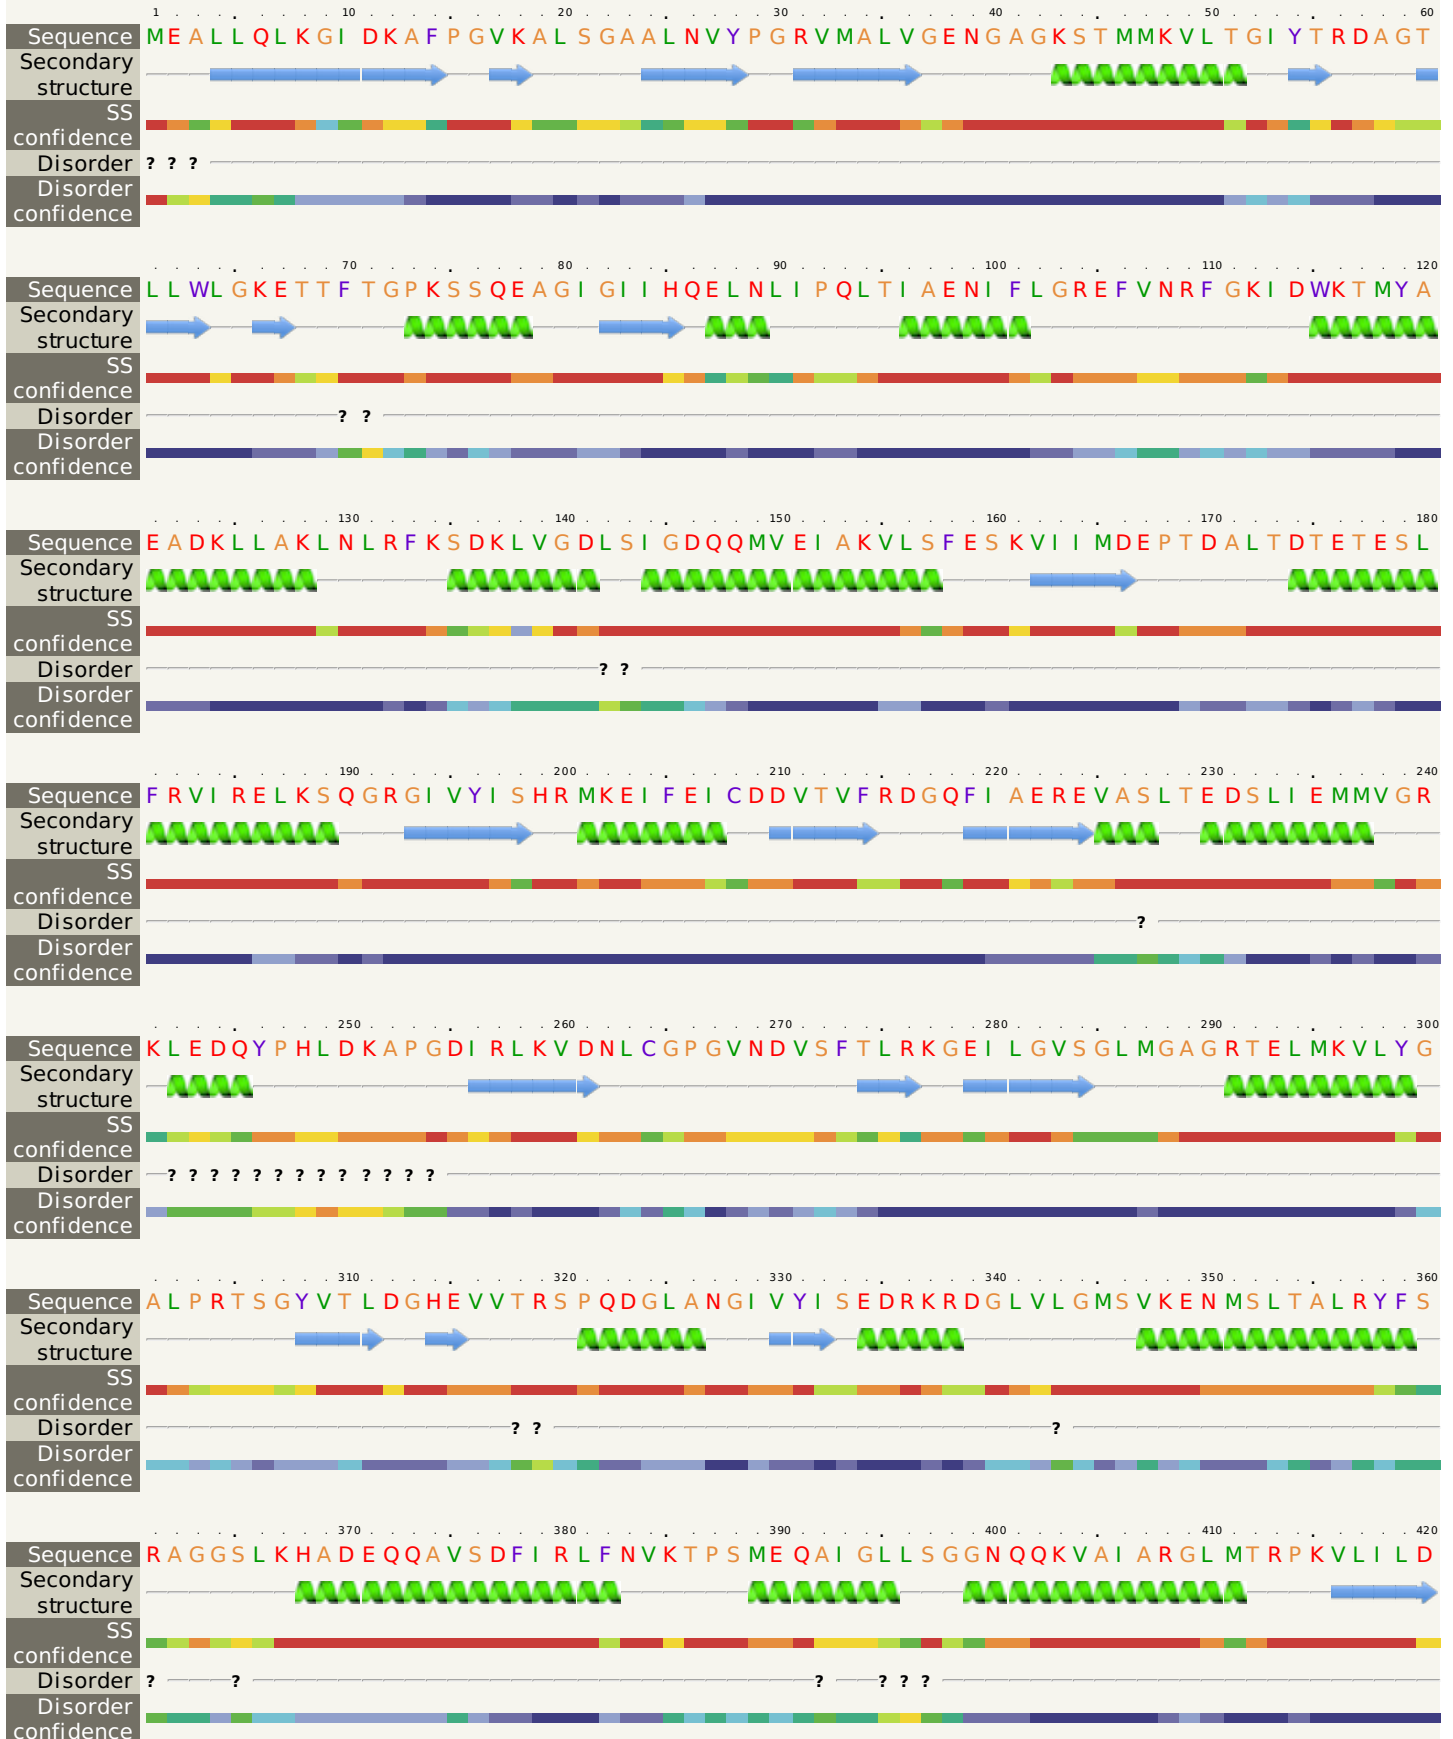 1 10 20 30 40 50 60
Sequence MEALLQLKGIDKAFPGVKALSGAALNVYPGRVMALVGENGAGKSTMMKVLTGIYTRDAGT
Secondary
structure
SS
confidence
Disorder ? ? ?
Disorder
confidence
70 80 90 100 110 120
Sequence LLWLGKETTFTGPKSSQEAGIGIIHQELNLIPQLTIAENIFLGREFVNRFGKIDWKTMYA
Secondary
structure
SS
confidence
Disorder ? ?
Disorder
confidence
130 140 150 160 170 180
Sequence EADKLLAKLNLRFKSDKLVGDLSIGDQQMVEIAKVLSFESKVIIMDEPTDALTDTETESL
Secondary
structure
SS
confidence
Disorder ? ?
Disorder
confidence
190 200 210 220 230 240
Sequence FRVIRELKSQGRGIVYISHRMKEIFEICDDVTVFRDGQFIAEREVASLTEDSLIEMMVGR
Secondary
structure
SS
confidence
Disorder ?
Disorder
confidence
250 260 270 280 290 300
Sequence KLEDQYPHLDKAPGDIRLKVDNLCGPGVNDVSFTLRKGEILGVSGLMGAGRTELMKVLYG
Secondary
structure
SS
confidence
Disorder ? ? ? ? ? ? ? ? ? ? ? ? ?
Disorder
confidence
310 320 330 340 350 360
Sequence ALPRTSGYVTLDGHEVVTRSPQDGLANGIVYISEDRKRDGLVLGMSVKENMSLTALRYFS
Secondary
structure
SS
confidence
Disorder ? ? ?
Disorder
confidence
370 380 390 400 410 420
Sequence RAGGSLKHADEQQAVSDFIRLFNVKTPSMEQAIGLLSGGNQQKVAIARGLMTRPKVLILD
Secondary
structure
SS
confidence
Disorder ? ? ? ? ? ?
Disorder
confidence